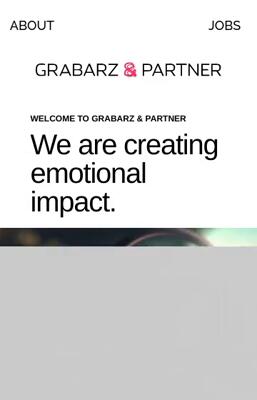 ABOUT JOBS
GRABARZ & PARTNER
WELCOME TO GRABARZ & PARTNER
We are creating
emotional
impact.